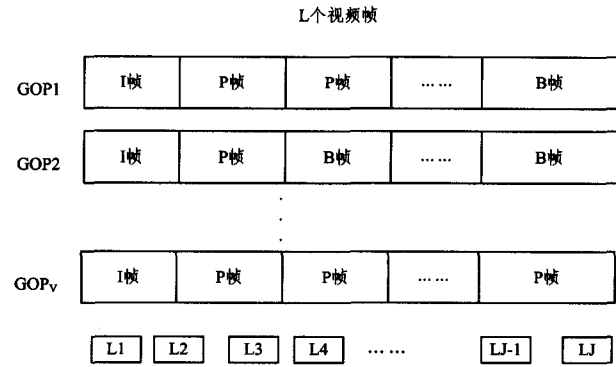 L个视频帧
GOP1 I帧 P帧 P帧 …… B帧
GOP2 I帧 P帧 B帧 …… B帧
GOPV I帧 P帧 P帧 …… P帧
L1 L2 L3 L4 …… LJ-1 LJ